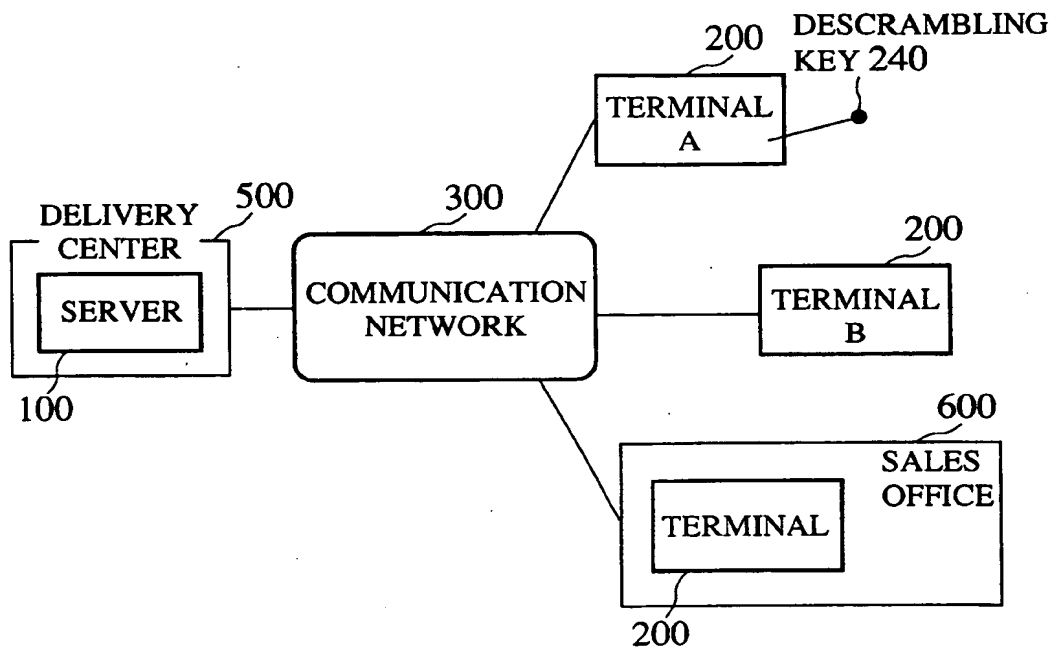 DESCRAMBLING
KEY 240
200
TERMINAL
A
DELIVERY
CENTER
500
300
200
SERVER
COMMUNICATION
NETWORK
TERMINAL
B
100
600
SALES
OFFICE
TERMINAL
200